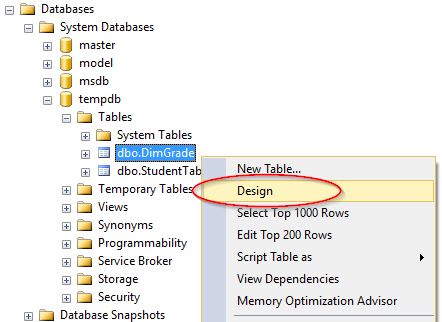 Databases
System Databases
master
model
msdb
tempdb
Tables
System Tables
dbo.DimGrade
dbo.StudentTab
Temporary Tables
Views
Synonyms
Programmability
Service Broker
Storage
Security
Database Snapshots
New Table...
Design
Select Top 1000 Rows
Edit Top 200 Rows
Script Table as
View Dependencies
Memory Optimization Advisor